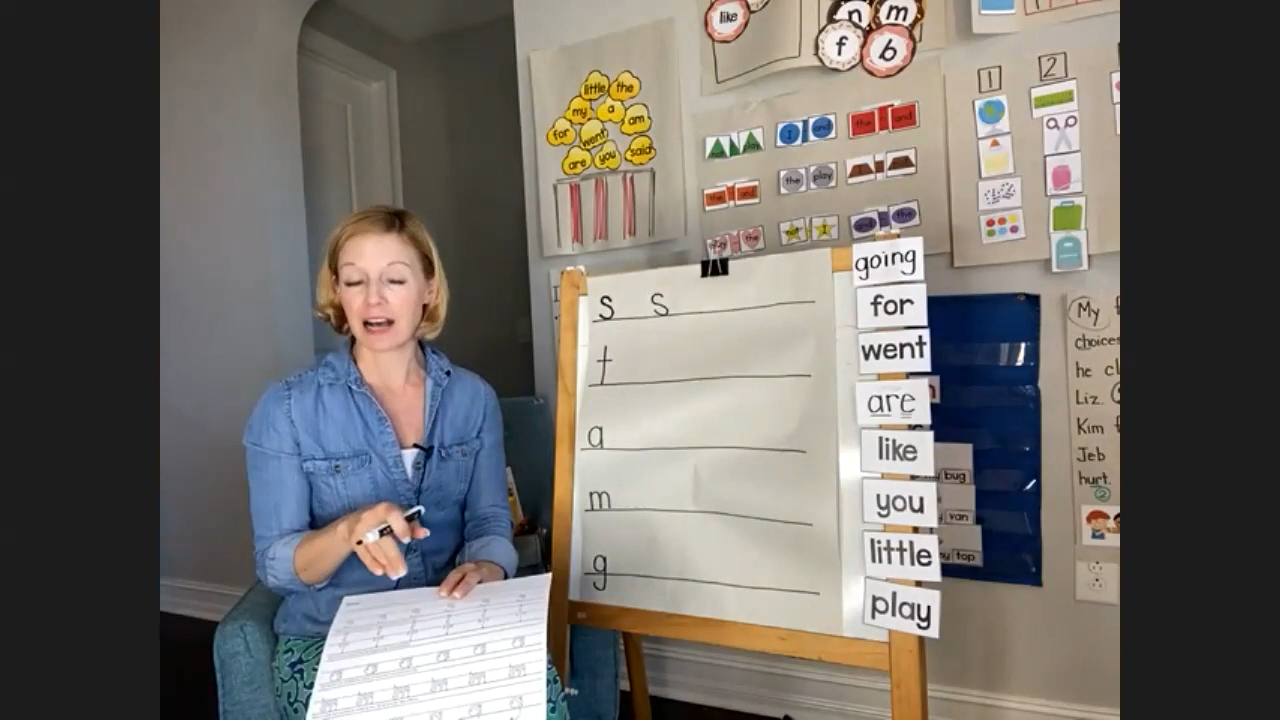 like
n m
f b
little the
my a am
for went
are you said
I and
the and
the play
the and
the
play the
I
1
2
s s
t
a
m
g
going
for
went
are
like
you
little
play
bug
van
top
My
choices
he
Liz.
Kim
Jeb
hurt.
2